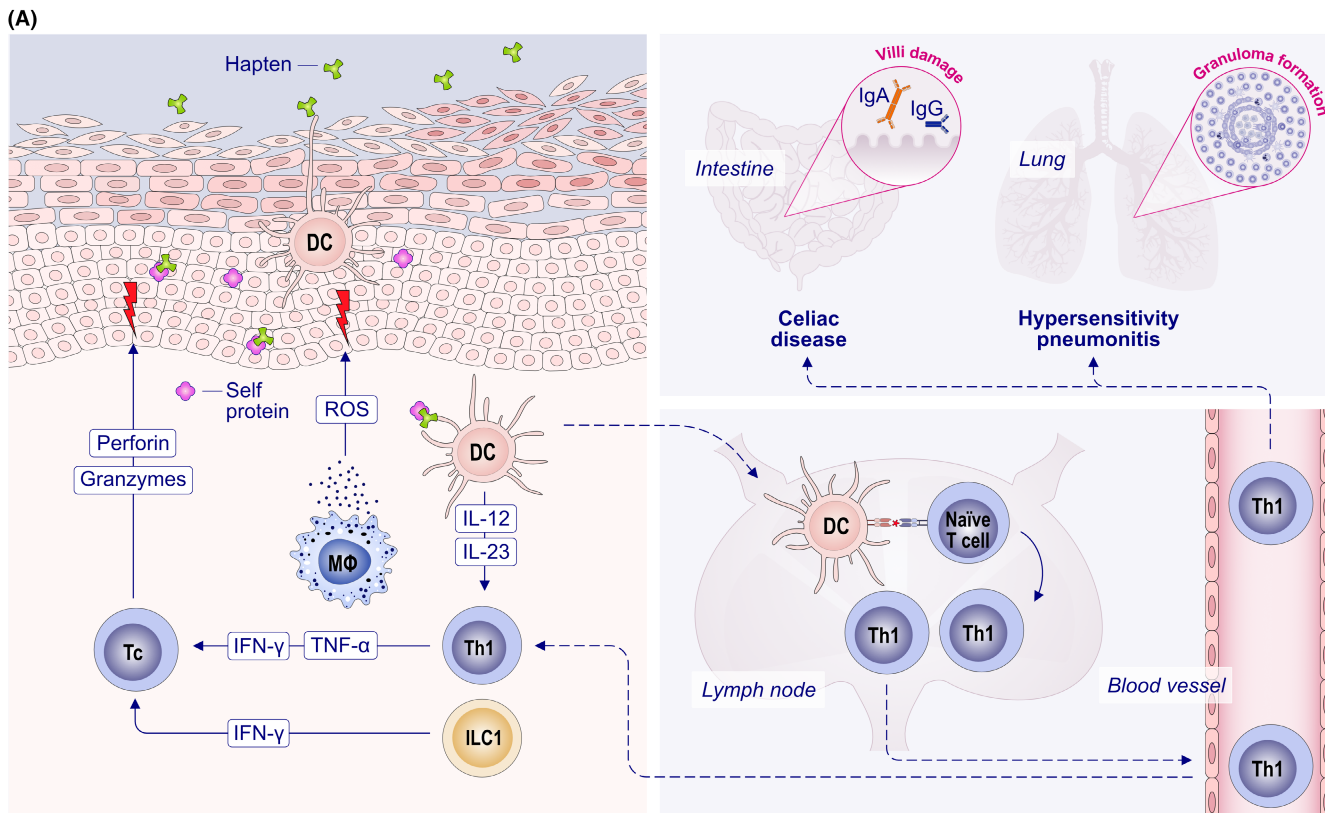 (A)
Hapten
DC
Self
protein
ROS
Perforin
Granzymes
DC
IL-12
IL-23
MΦ
Tc
IFN-γ
TNF-α
Th1
IFN-γ
ILC1
Villi damage
IgA
IgG
Intestine
Granuloma formation
Lung
Celiac
disease
Hypersensitivity
pneumonitis
DC
Naïve
T cell
Th1
Th1
Lymph node
Th1
Blood vessel
Th1